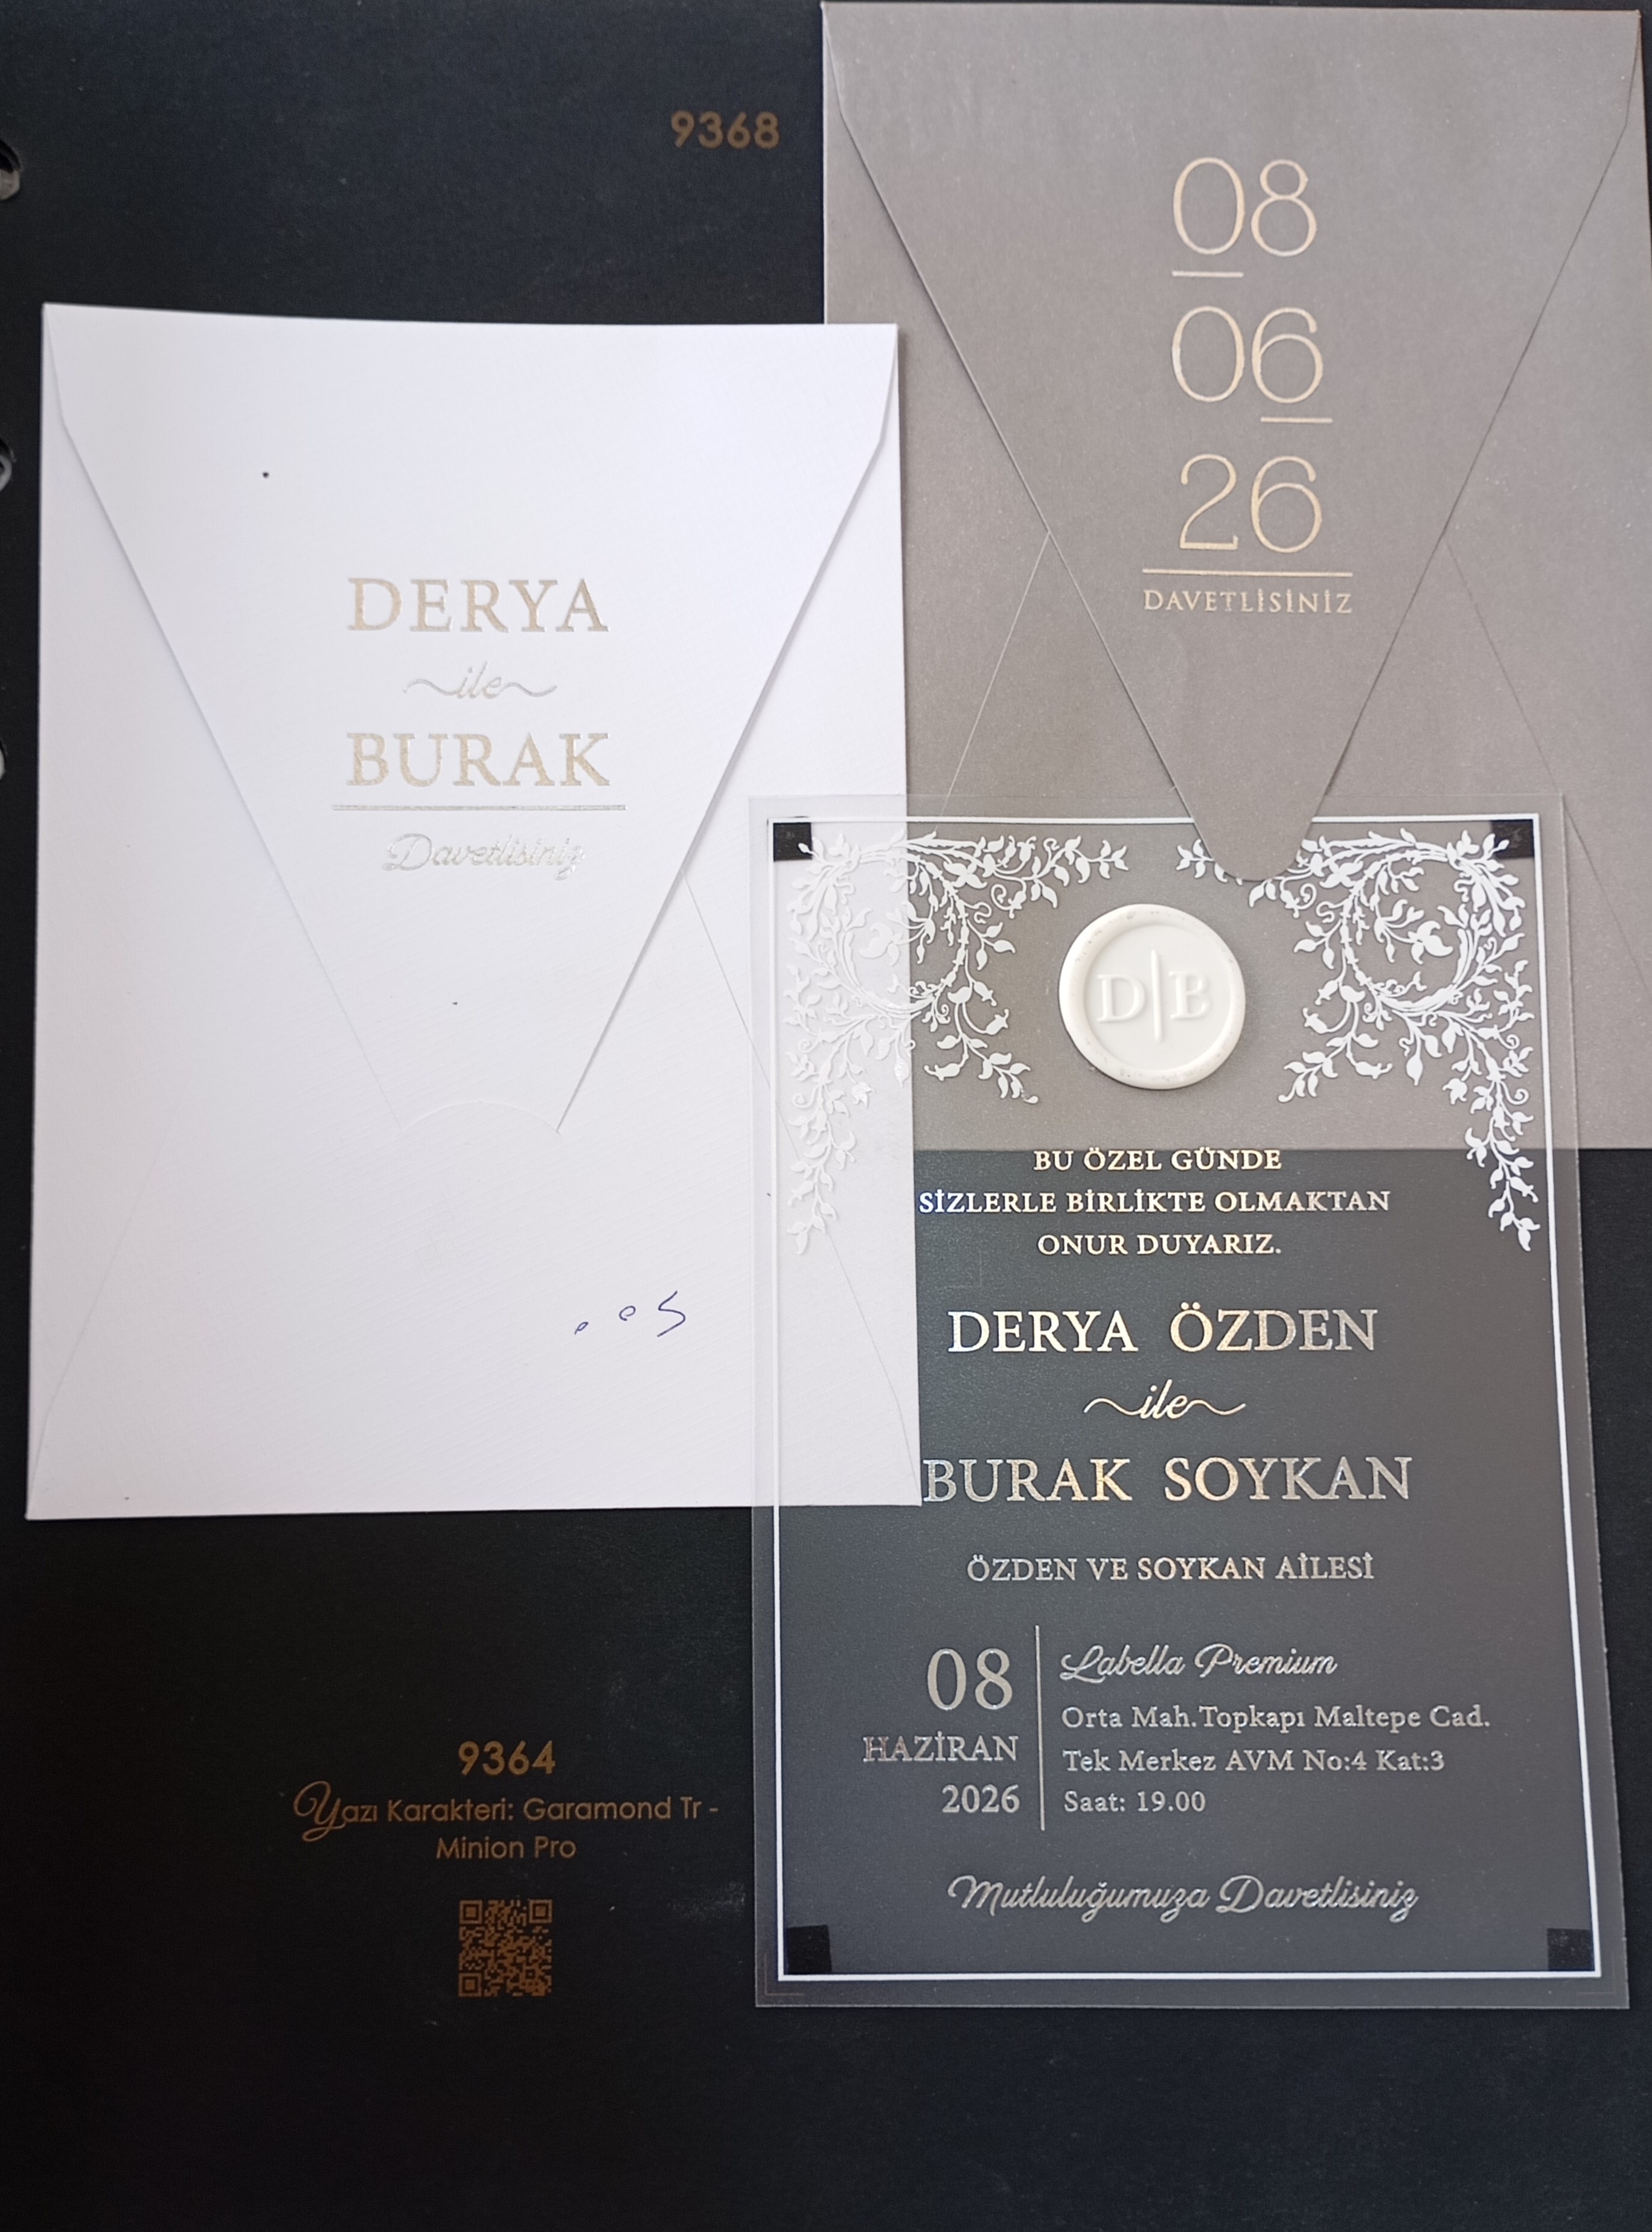 9368
08
06
26
DAVETLİSİNİZ
DERYA
ile
BURAK
Davetlisiniz
D|B
BU ÖZEL GÜNDE
SİZLERLE BİRLİKTE OLMAKTAN
ONUR DUYARIZ.
DERYA ÖZDEN
ile
BURAK SOYKAN
ÖZDEN VE SOYKAN AİLESİ
08
HAZİRAN
2026
Labella Premium
Orta Mah.Topkapı Maltepe Cad.
Tek Merkez AVM No:4 Kat:3
Saat: 19.00
Mutluluğumuza Davetlisiniz
9364
Yazı Karakteri: Garamond Tr -
Minion Pro